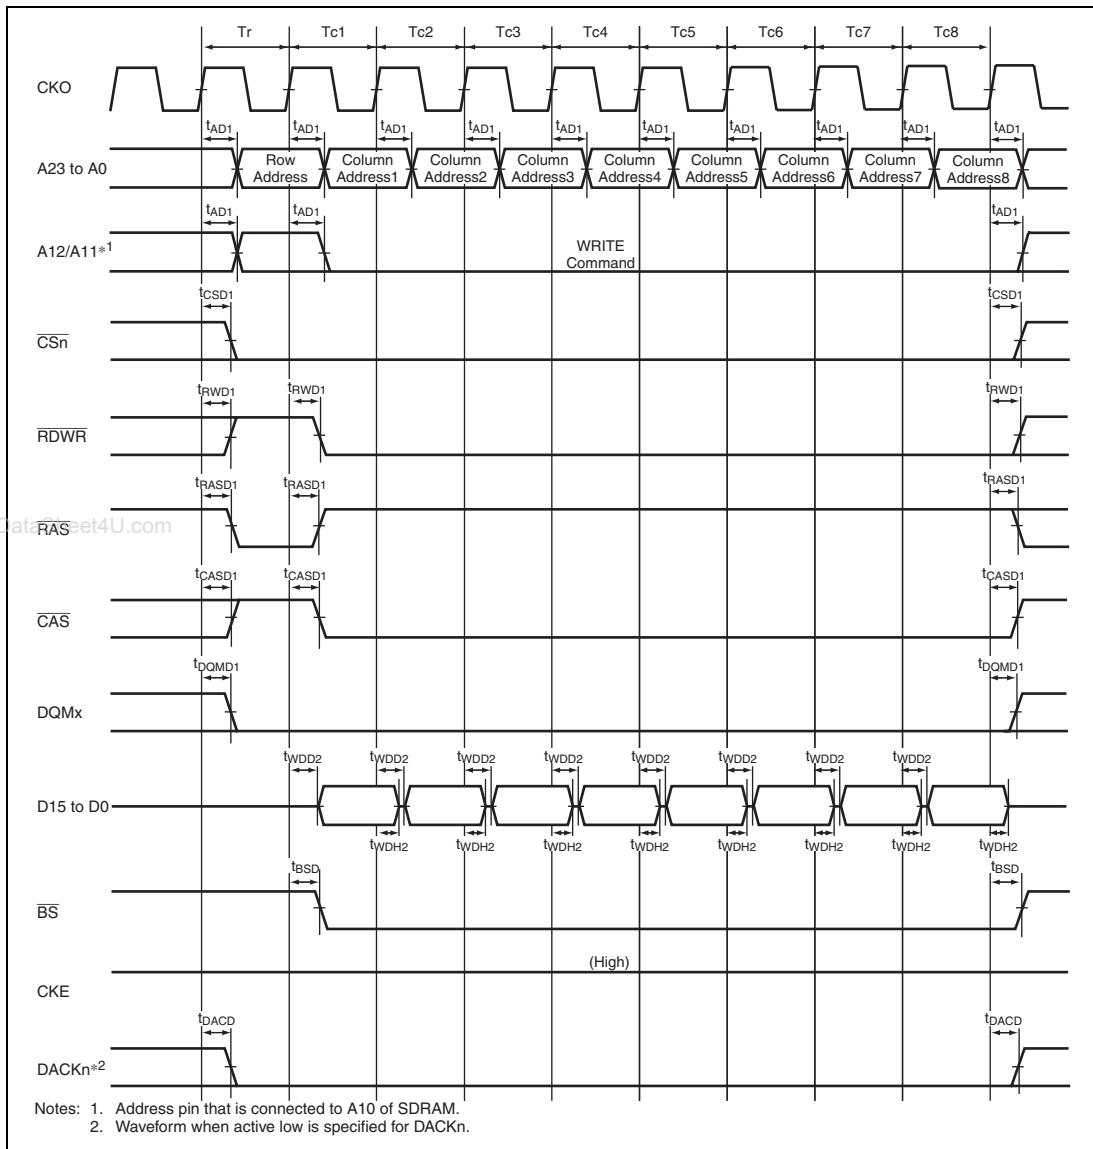 Tr Tc1 Tc2 Tc3 Tc4 Tc5 Tc6 Tc7 Tc8
CKO
tAD1 tAD1 tAD1 tAD1 tAD1 tAD1 tAD1 tAD1 tAD1 tAD1
A23 to A0
Row Address
Column Address1
Column Address2
Column Address3
Column Address4
Column Address5
Column Address6
Column Address7
Column Address8
tAD1 tAD1 tAD1
A12/A11*1
WRITE
Command
tCSD1 tCSD1
CSn
tRWD1 tRWD1 tRWD1
RDWR
tRASD1 tRASD1 tRASD1
RAS
DataSheet4U.com
tCASD1 tCASD1 tCASD1
CAS
tDQMD1 tDQMD1
DQMx
tWDD2 tWDD2 tWDD2 tWDD2 tWDD2 tWDD2 tWDD2 tWDD2
D15 to D0
tWDH2 tWDH2 tWDH2 tWDH2 tWDH2 tWDH2 tWDH2 tWDH2
tBSD tBSD
BS
(High)
CKE
tDACD tDACD
DACKn*2
Notes: 1. Address pin that is connected to A10 of SDRAM.
2. Waveform when active low is specified for DACKn.